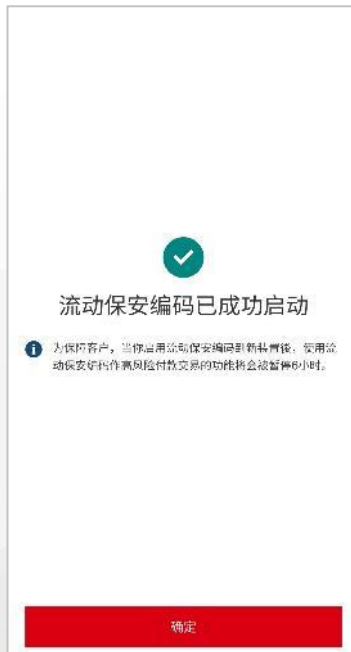 流动保安编码已成功启动
为保障客户，当你启用流动保安编码到新装置後，使用流
动保安编码作高风险付款交易的功能将会被暂停6小时。
确定